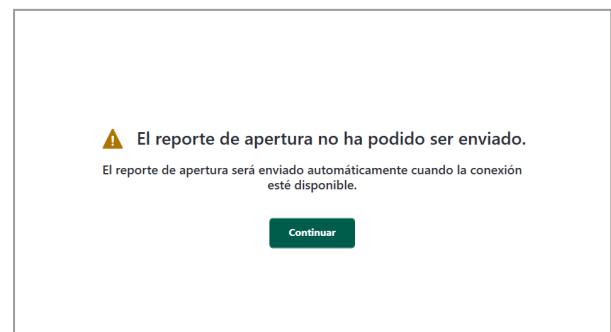 El reporte de apertura no ha podido ser enviado.
El reporte de apertura será enviado automáticamente cuando la conexión
esté disponible.
Continuar